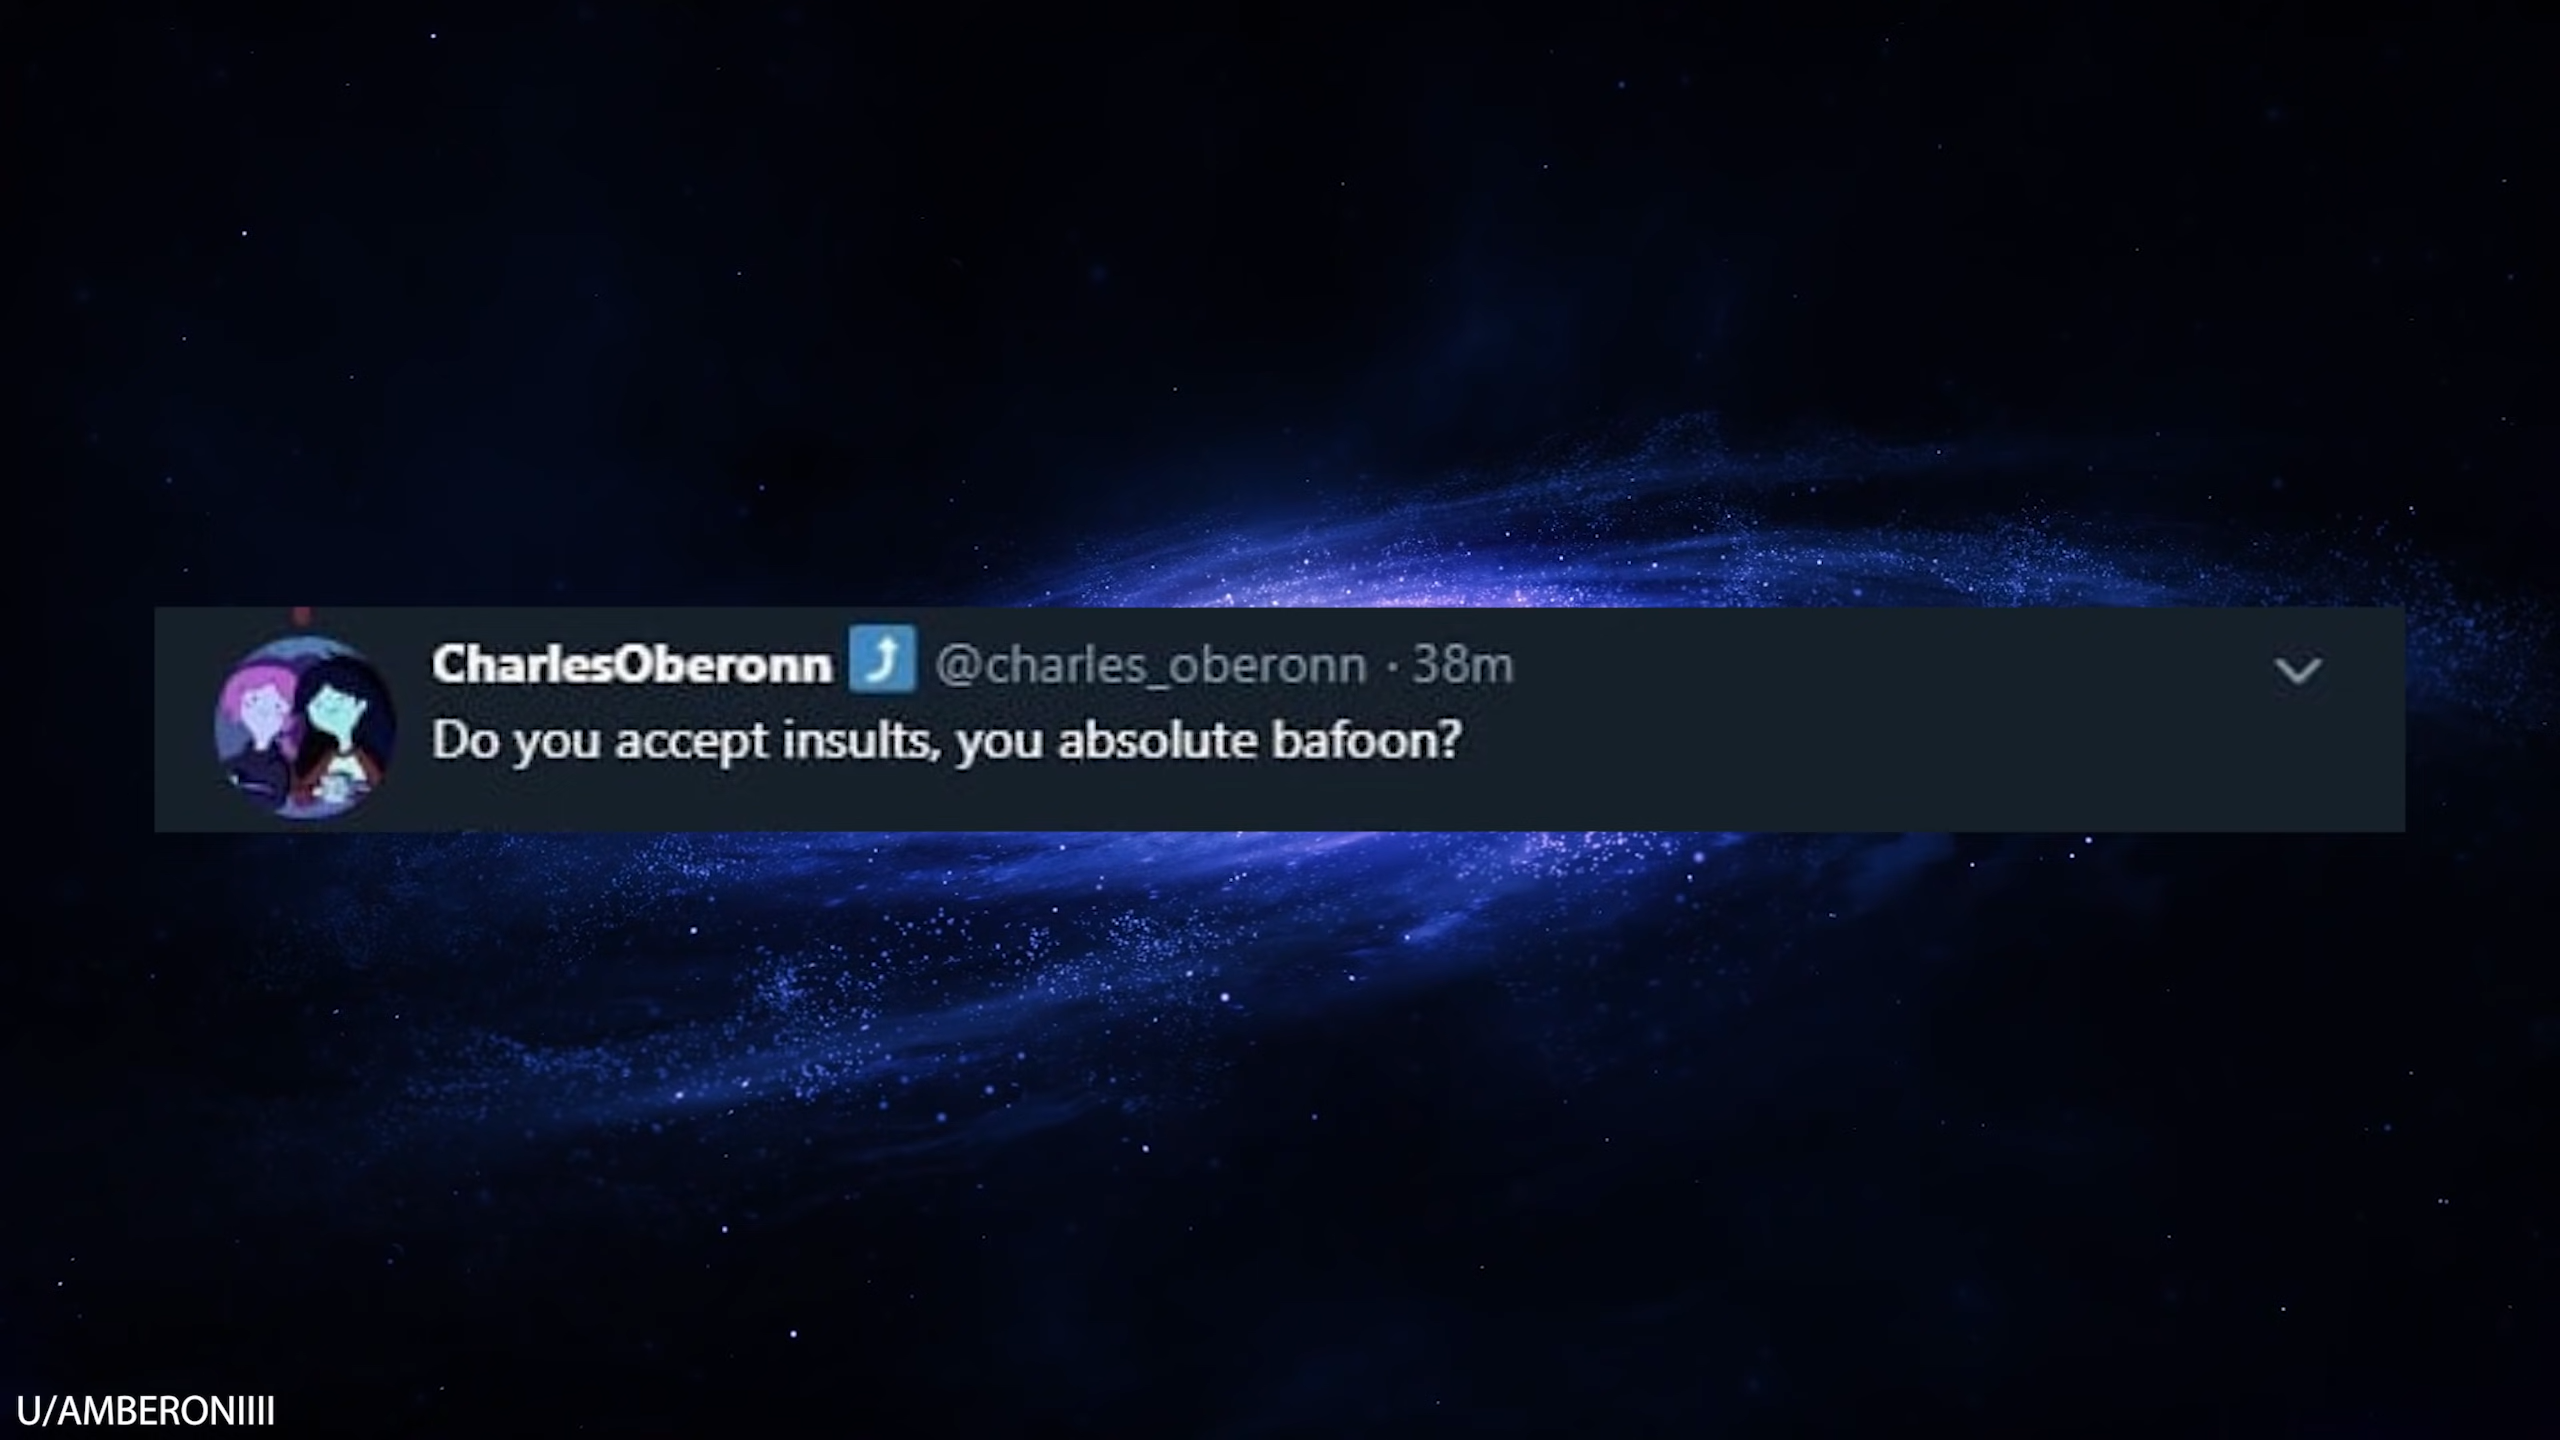 CharlesOberonn ⤴ @charles_oberonn · 38m
Do you accept insults, you absolute bafoon?
U/AMBERONIIII